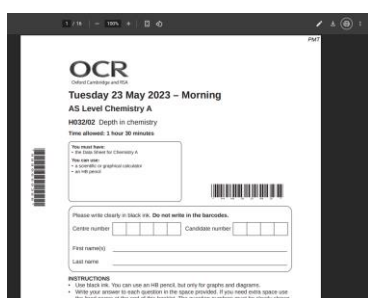 1 / 16 | − 100% +
PMT
OCR
Oxford Cambridge and RSA
Tuesday 23 May 2023 – Morning
AS Level Chemistry A
H032/02 Depth in chemistry
Time allowed: 1 hour 30 minutes
You must have:
• the Data Sheet for Chemistry A
You can use:
• a scientific or graphical calculator
• an HB pencil
Please write clearly in black ink. Do not write in the barcodes.
Centre number Candidate number
First name(s)
Last name
INSTRUCTIONS
• Use black ink. You can use an HB pencil, but only for graphs and diagrams.
• Write your answer to each question in the space provided. If you need extra space use